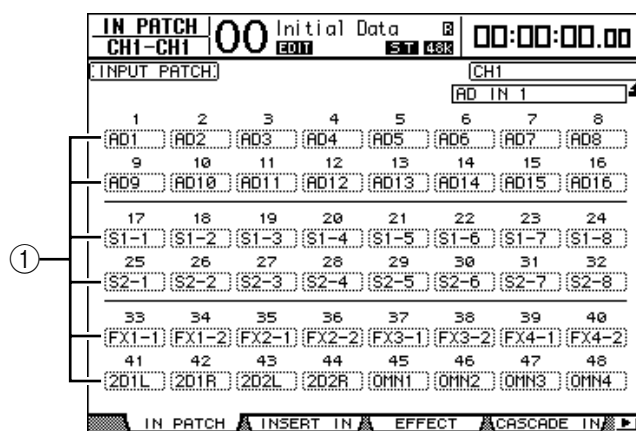 IN PATCH 00 Initial Data R 00:00:00.00
CH1-CH1 EDIT ST 48K
INPUT PATCH CH1
AD IN 1
1 2 3 4 5 6 7 8
AD1 AD2 AD3 AD4 AD5 AD6 AD7 AD8
9 10 11 12 13 14 15 16
AD9 AD10 AD11 AD12 AD13 AD14 AD15 AD16
17 18 19 20 21 22 23 24
S1-1 S1-2 S1-3 S1-4 S1-5 S1-6 S1-7 S1-8
①
25 26 27 28 29 30 31 32
S2-1 S2-2 S2-3 S2-4 S2-5 S2-6 S2-7 S2-8
33 34 35 36 37 38 39 40
FX1-1 FX1-2 FX2-1 FX2-2 FX3-1 FX3-2 FX4-1 FX4-2
41 42 43 44 45 46 47 48
2D1L 2D1R 2D2L 2D2R OMN1 OMN2 OMN3 OMN4
IN PATCH INSERT IN EFFECT CASCADE IN